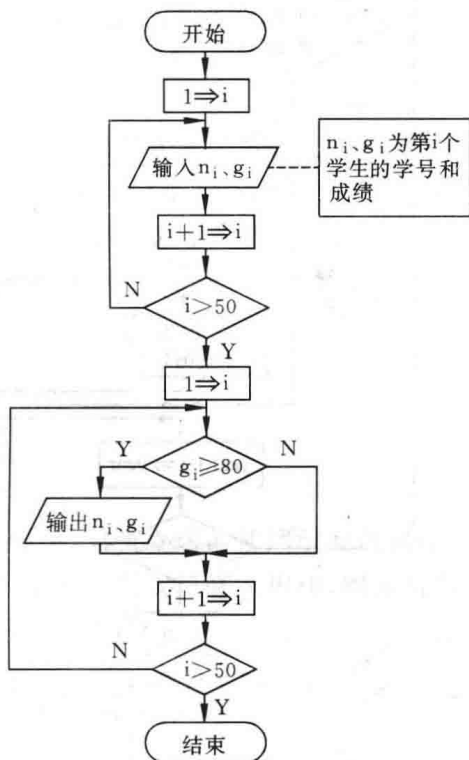 开始
1⇒i
输入nᵢ、gᵢ
nᵢ、gᵢ为第i个
学生的学号和
成绩
i+1⇒i
N
i>50
Y
1⇒i
Y
gᵢ≥80
N
输出nᵢ、gᵢ
i+1⇒i
N
i>50
Y
结束